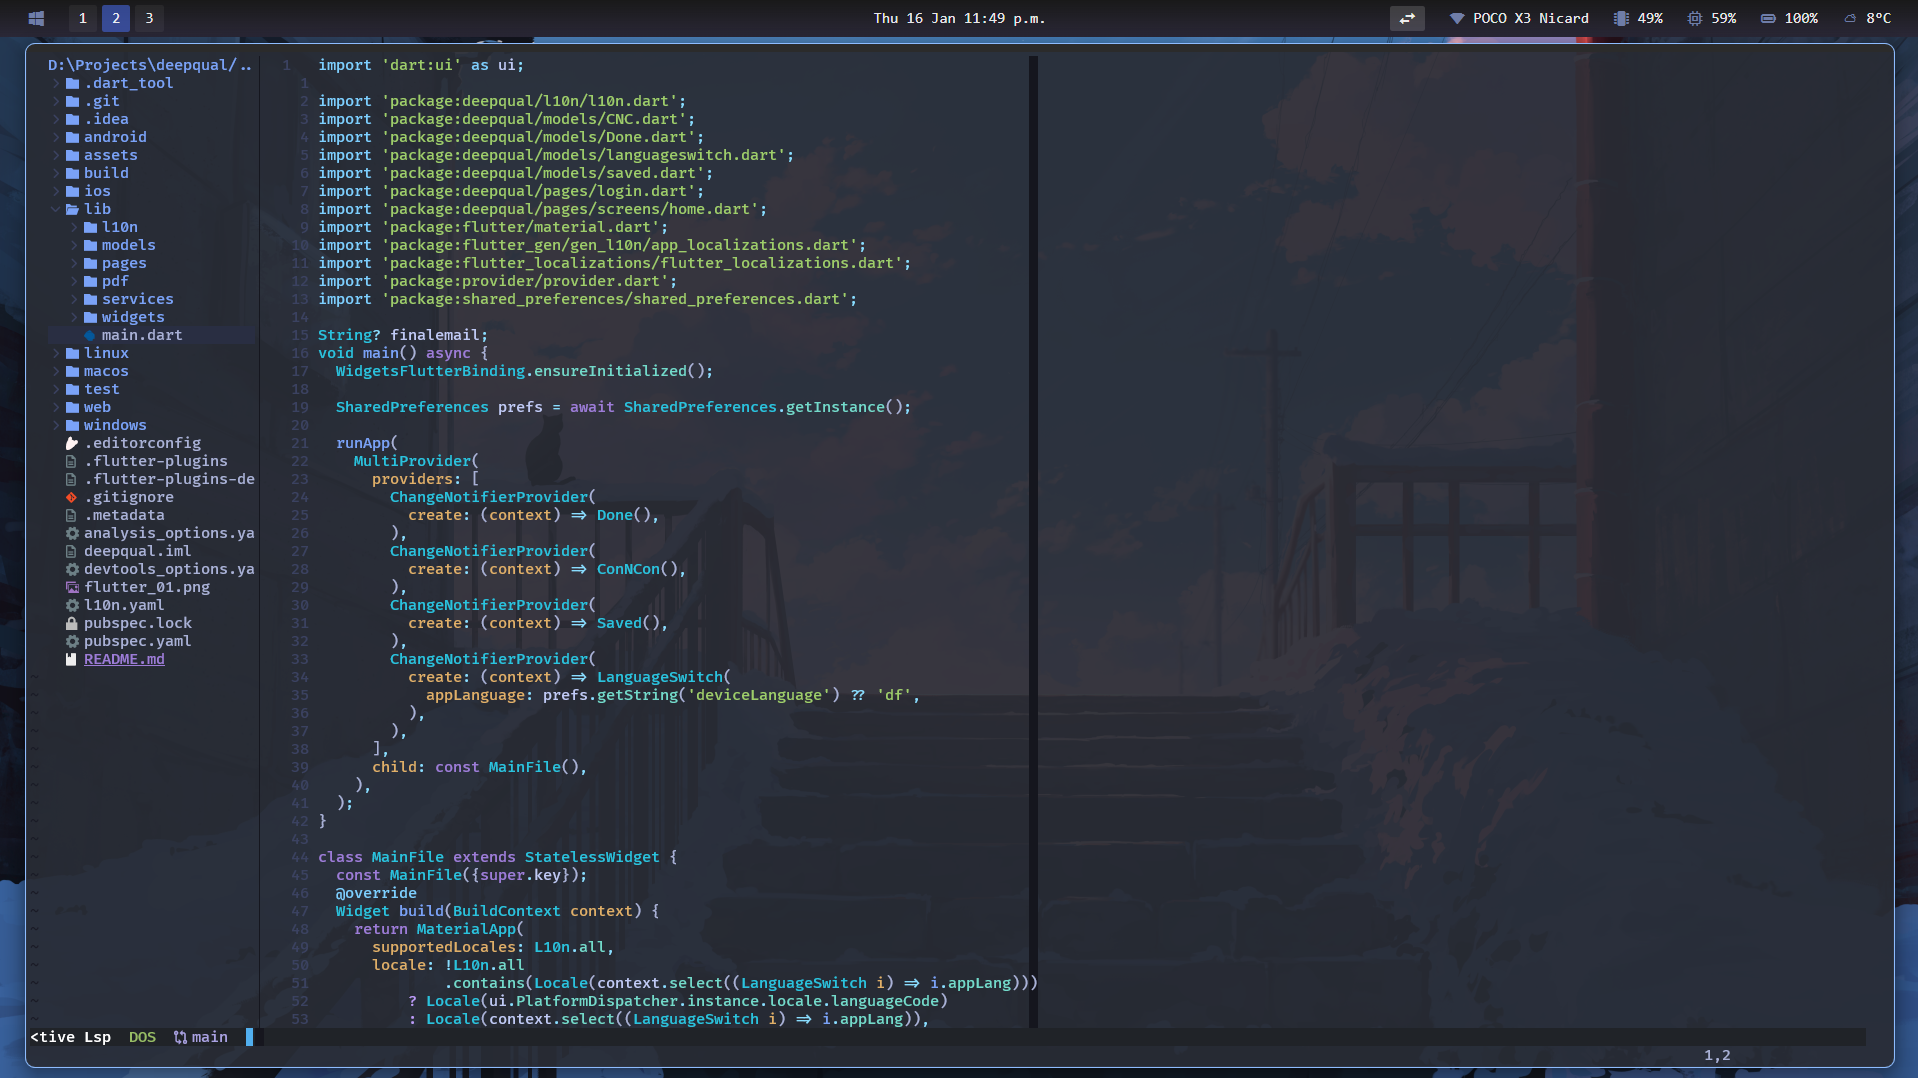 1 2 3 Thu 16 Jan 11:49 p.m. POCO X3 Nicard 49% 59% 100% 8°C
D:\Projects\deepqual/..
.dart_tool
.git
.idea
android
assets
build
ios
lib
l10n
models
pages
pdf
services
widgets
main.dart
linux
macos
test
web
windows
.editorconfig
.flutter-plugins
.flutter-plugins-de
.gitignore
.metadata
analysis_options.ya
deepqual.iml
devtools_options.ya
flutter_01.png
l10n.yaml
pubspec.lock
pubspec.yaml
README.md
1 import 'dart:ui' as ui;
1
2 import 'package:deepqual/l10n/l10n.dart';
3 import 'package:deepqual/models/CNC.dart';
4 import 'package:deepqual/models/Done.dart';
5 import 'package:deepqual/models/languageswitch.dart';
6 import 'package:deepqual/models/saved.dart';
7 import 'package:deepqual/pages/login.dart';
8 import 'package:deepqual/pages/screens/home.dart';
9 import 'package:flutter/material.dart';
10 import 'package:flutter_gen/gen_l10n/app_localizations.dart';
11 import 'package:flutter_localizations/flutter_localizations.dart';
12 import 'package:provider/provider.dart';
13 import 'package:shared_preferences/shared_preferences.dart';
14
15 String? finalemail;
16 void main() async {
17 WidgetsFlutterBinding.ensureInitialized();
18
19 SharedPreferences prefs = await SharedPreferences.getInstance();
20
21 runApp(
22 MultiProvider(
23 providers: [
24 ChangeNotifierProvider(
25 create: (context) => Done(),
26 ),
27 ChangeNotifierProvider(
28 create: (context) => ConNCon(),
29 ),
30 ChangeNotifierProvider(
31 create: (context) => Saved(),
32 ),
33 ChangeNotifierProvider(
34 create: (context) => LanguageSwitch(
35 appLanguage: prefs.getString('deviceLanguage') ?? 'df',
36 ),
37 ),
38 ],
39 child: const MainFile(),
40 ),
41 );
42 }
43
44 class MainFile extends StatelessWidget {
45 const MainFile({super.key});
46 @override
47 Widget build(BuildContext context) {
48 return MaterialApp(
49 supportedLocales: L10n.all,
50 locale: !L10n.all
51 .contains(Locale(context.select((LanguageSwitch i) => i.appLang)))
52 ? Locale(ui.PlatformDispatcher.instance.locale.languageCode)
53 : Locale(context.select((LanguageSwitch i) => i.appLang)),
<tive Lsp DOS main
1,2